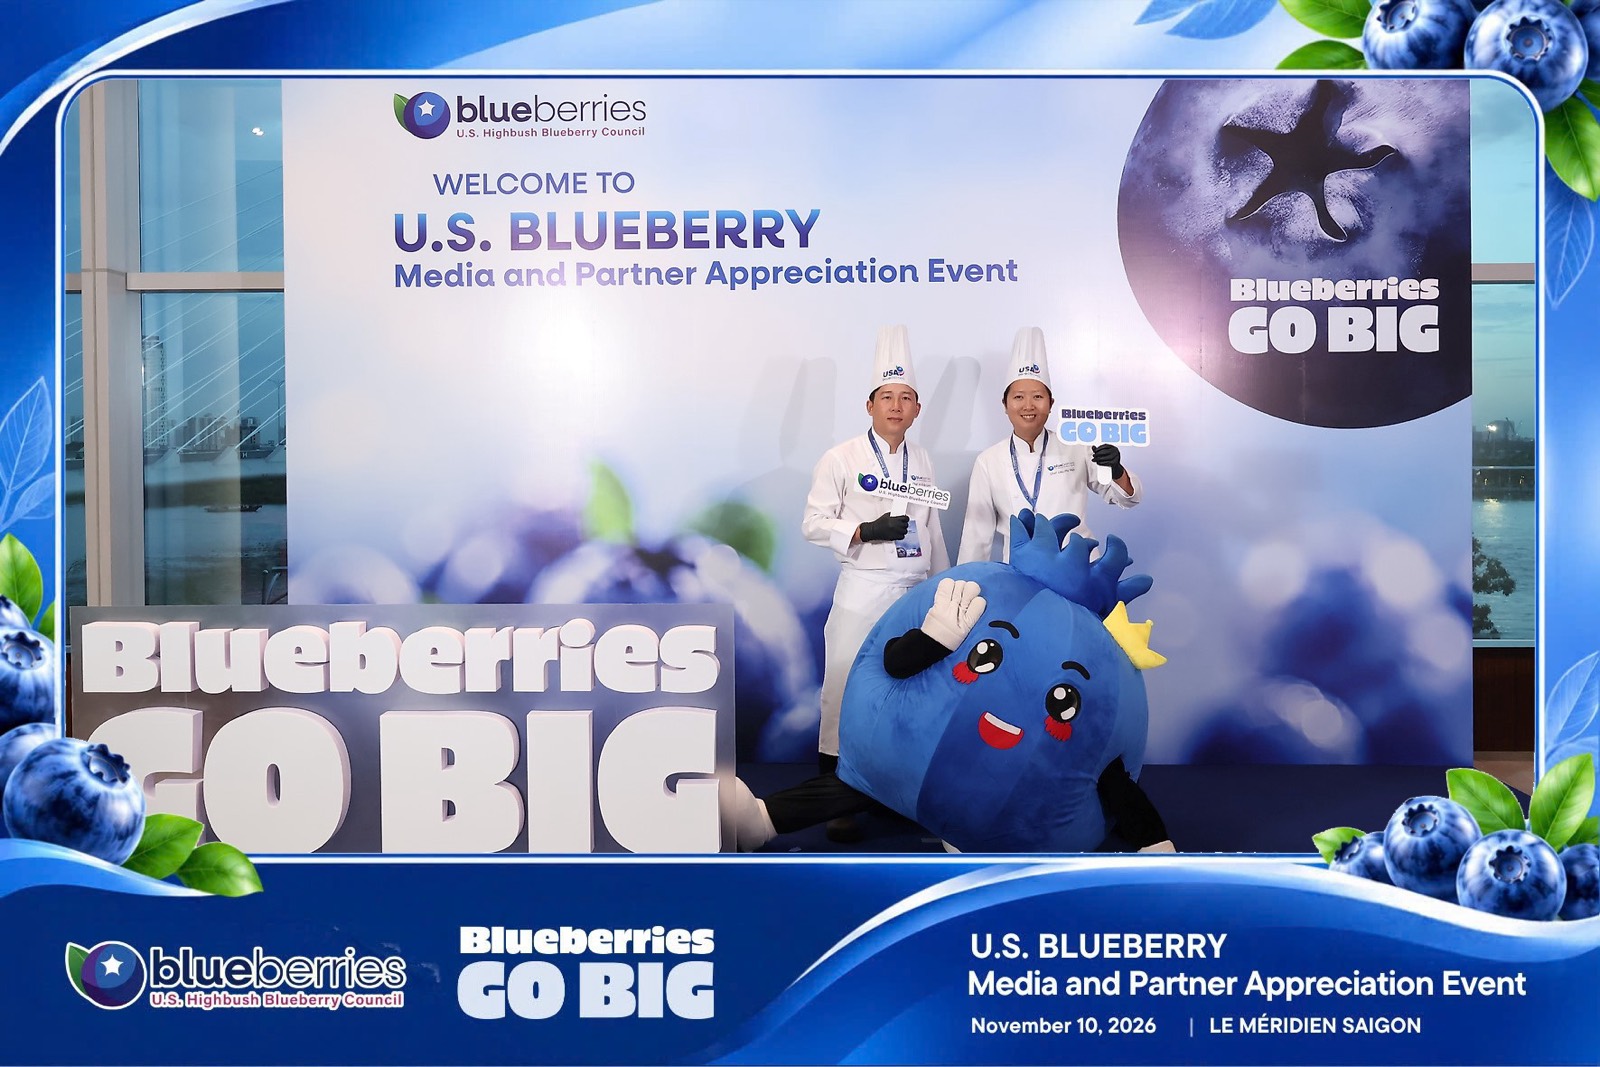 blueberries
U.S. Highbush Blueberry Council
WELCOME TO
U.S. BLUEBERRY
Media and Partner Appreciation Event
Blueberries
GO BIG
USA
USA
Blueberries
GO BIG
blueberries
U.S. Highbush Blueberry Council
Blueberries
GO BIG
blueberries
U.S. Highbush Blueberry Council
Blueberries
GO BIG
U.S. BLUEBERRY
Media and Partner Appreciation Event
November 10, 2026 | LE MÉRIDIEN SAIGON